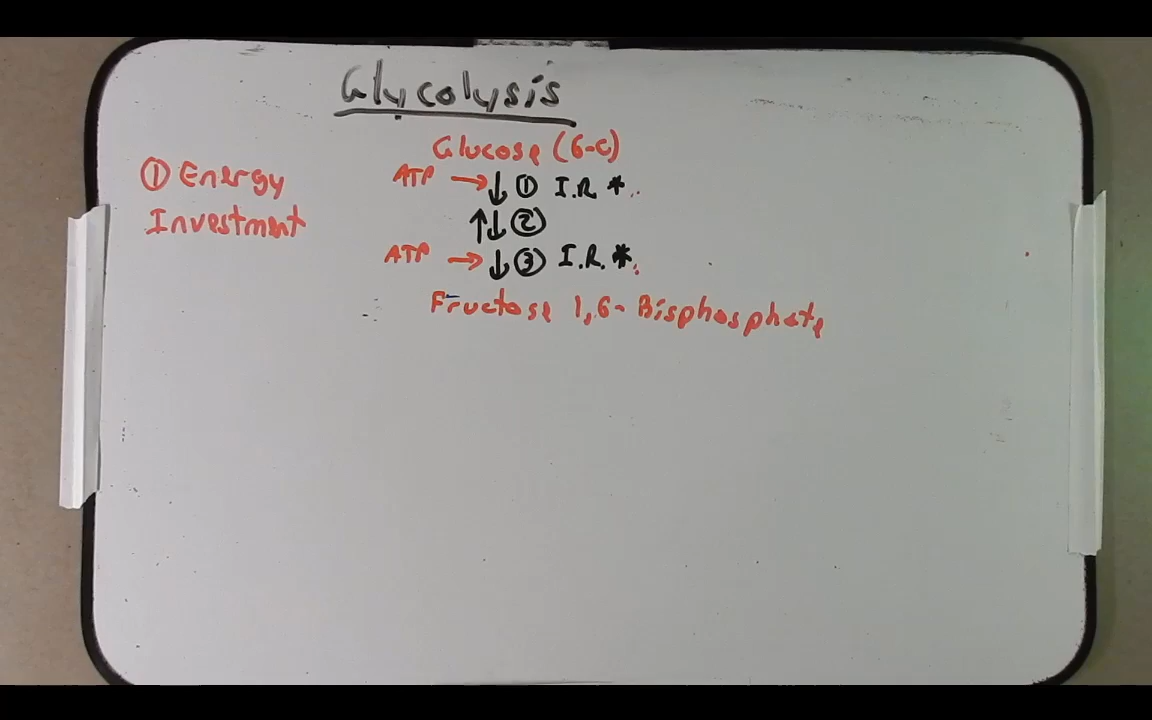 Glycolysis
Glucose (6-C)
① Energy
Investment
ATP → ↓ ① I.R *
↑↓ ②
ATP → ↓ ③ I.R. *
Fructose 1,6-Bisphosphate